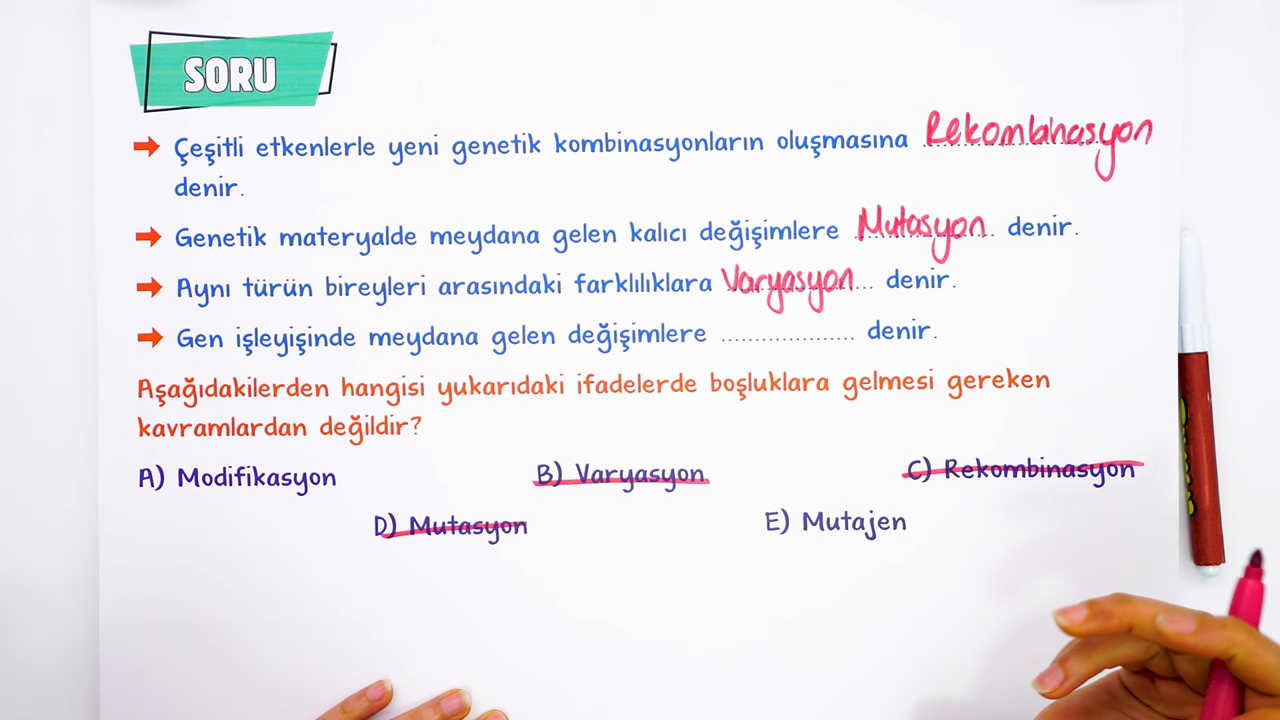 SORU
Çeşitli etkenlerle yeni genetik kombinasyonların oluşmasına Rekombinasyon
denir.
Genetik materyalde meydana gelen kalıcı değişimlere Mutasyon denir.
Aynı türün bireyleri arasındaki farklılıklara Varyasyon denir.
Gen işleyişinde meydana gelen değişimlere .................... denir.
Aşağıdakilerden hangisi yukarıdaki ifadelerde boşluklara gelmesi gereken
kavramlardan değildir?
A) Modifikasyon B) Varyasyon C) Rekombinasyon
D) Mutasyon E) Mutajen